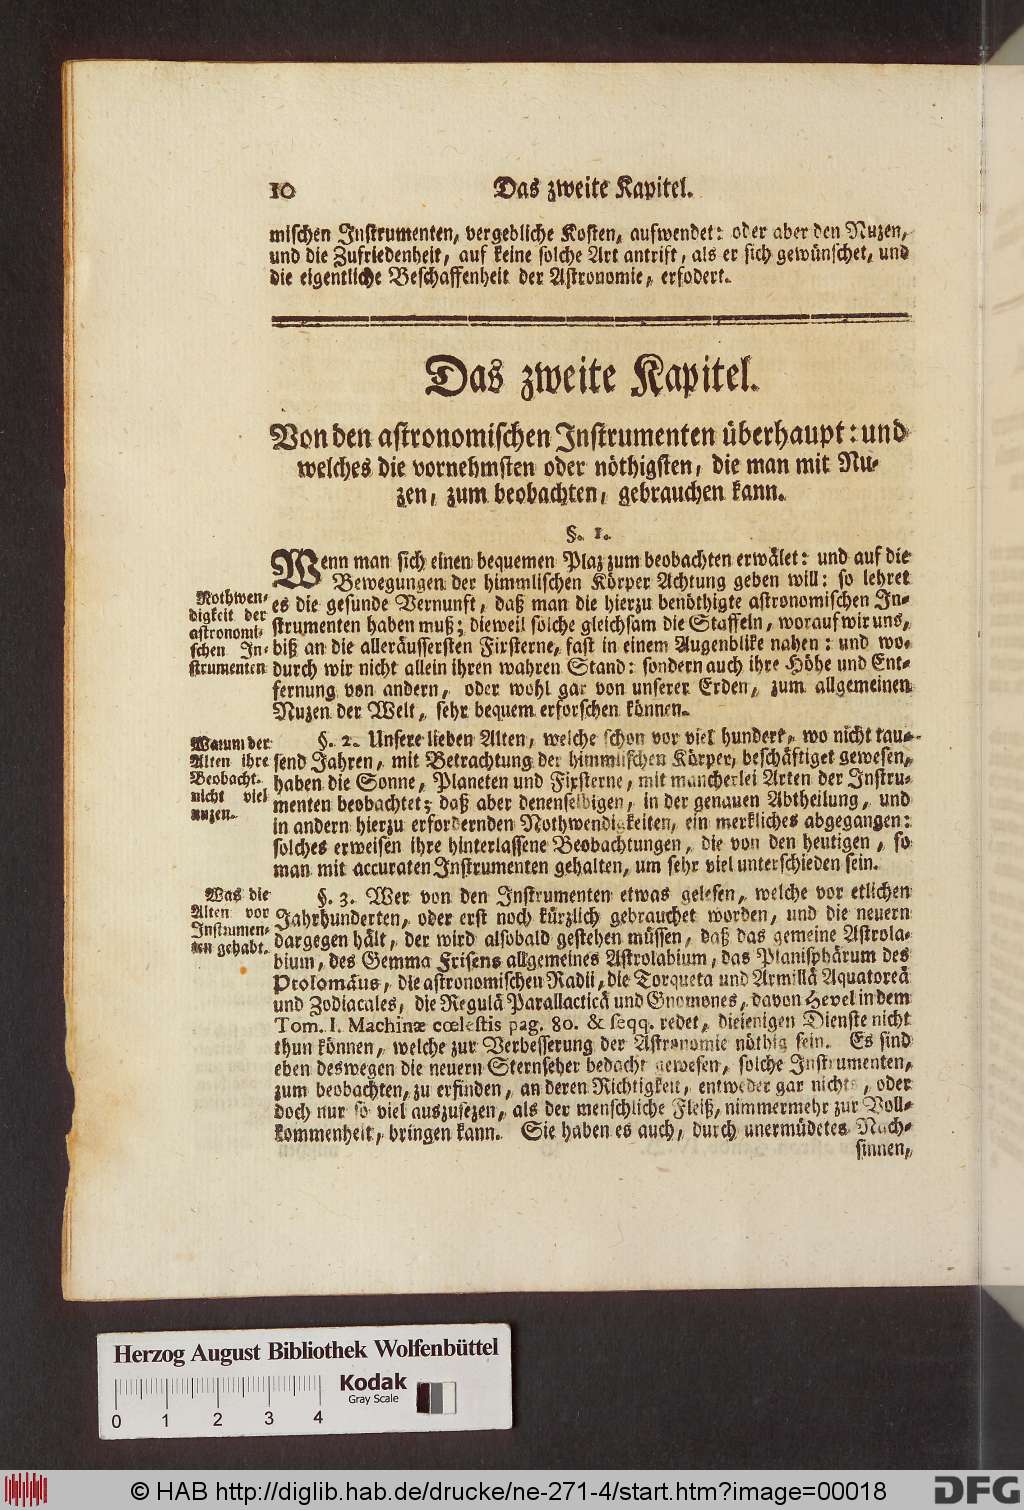 10 Das zweite Kapitel.
mischen Instrumenten, vergebliche Kosten, aufwendet: oder aber den Nuzen,
und die Zufriedenheit, auf keine solche Art antrift, als er sich gewünschet, und
die eigentliche Beschaffenheit der Astronomie, erfodert.
Das zweite Kapitel.
Von den astronomischen Instrumenten überhaupt: und
welches die vornehmsten oder nöthigsten, die man mit Nu-
zen, zum beobachten, gebrauchen kann.
§. 1.
Wenn man sich einen bequemen Plaz zum beobachten erwälet: und auf die
Bewegungen der himmlischen Körper Achtung geben will: so lehret
es die gesunde Vernunft, daß man die hierzu benöthigte astronomischen In-
strumenten haben muß; dieweil solche gleichsam die Staffeln, worauf wir uns,
biß an die alleräussersten Firsterne, fast in einem Augenblike nahen: und wo-
durch wir nicht allein ihren wahren Stand: sondern auch ihre Höhe und Ent-
fernung von andern, oder wohl gar von unserer Erden, zum allgemeinen
Nuzen der Welt, sehr bequem erforschen können.
Nothwen-
digkeit der
astronomi-
schen In-
strumenten
§. 2. Unsere lieben Alten, welche schon vor viel hundert, wo nicht tau-
send Jahren, mit Betrachtung der himmlischen Körper, beschäftiget gewesen,
haben die Sonne, Planeten und Firsterne, mit mancherlei Arten der Instru-
menten beobachtet; daß aber denenselbigen, in der genauen Abtheilung, und
in andern hierzu erfordernden Nothwendigkeiten, ein merkliches abgegangen:
solches erweisen ihre hinterlassene Beobachtungen, die von den heutigen, so
man mit accuraten Instrumenten gehalten, um sehr viel unterschieden sein.
Warum der
Alten ihre
Beobacht.
nicht viel
nuzen.
§. 3. Wer von den Instrumenten etwas gelesen, welche vor etlichen
Jahrhunderten, oder erst noch kürzlich gebrauchet worden, und die neuern
dargegen hält, der wird alsobald gestehen müssen, daß das gemeine Astrola-
bium, des Gemma Frisens allgemeines Astrolabium, das Planisphärum des
Ptolomäus, die astronomischen Radii, die Torqueta und Armillä Aquatoreä
und Zodiacales, die Regulä Parallacticä und Gnomones, davon Hevel in dem
Tom. I. Machinæ cœlestis pag. 80. & seqq. redet, diejenigen Dienste nicht
thun können, welche zur Verbesserung der Astronomie nöthig sein. Es sind
eben deswegen die neuern Sternseher bedacht gewesen, solche Instrumenten,
zum beobachten, zu erfinden, an deren Richtigkeit, entweder gar nichts, oder
doch nur so viel auszusezen, als der menschliche Fleiß, nimmermehr zur Voll-
kommenheit, bringen kann. Sie haben es auch, durch unermüdetes Nach-
sinnen,
Was die
Alten vor
Instrumen-
ten gehabt.
Herzog August Bibliothek Wolfenbüttel
Kodak
Gray Scale
0 1 2 3 4
© HAB http://diglib.hab.de/drucke/ne-271-4/start.htm?image=00018
DFG